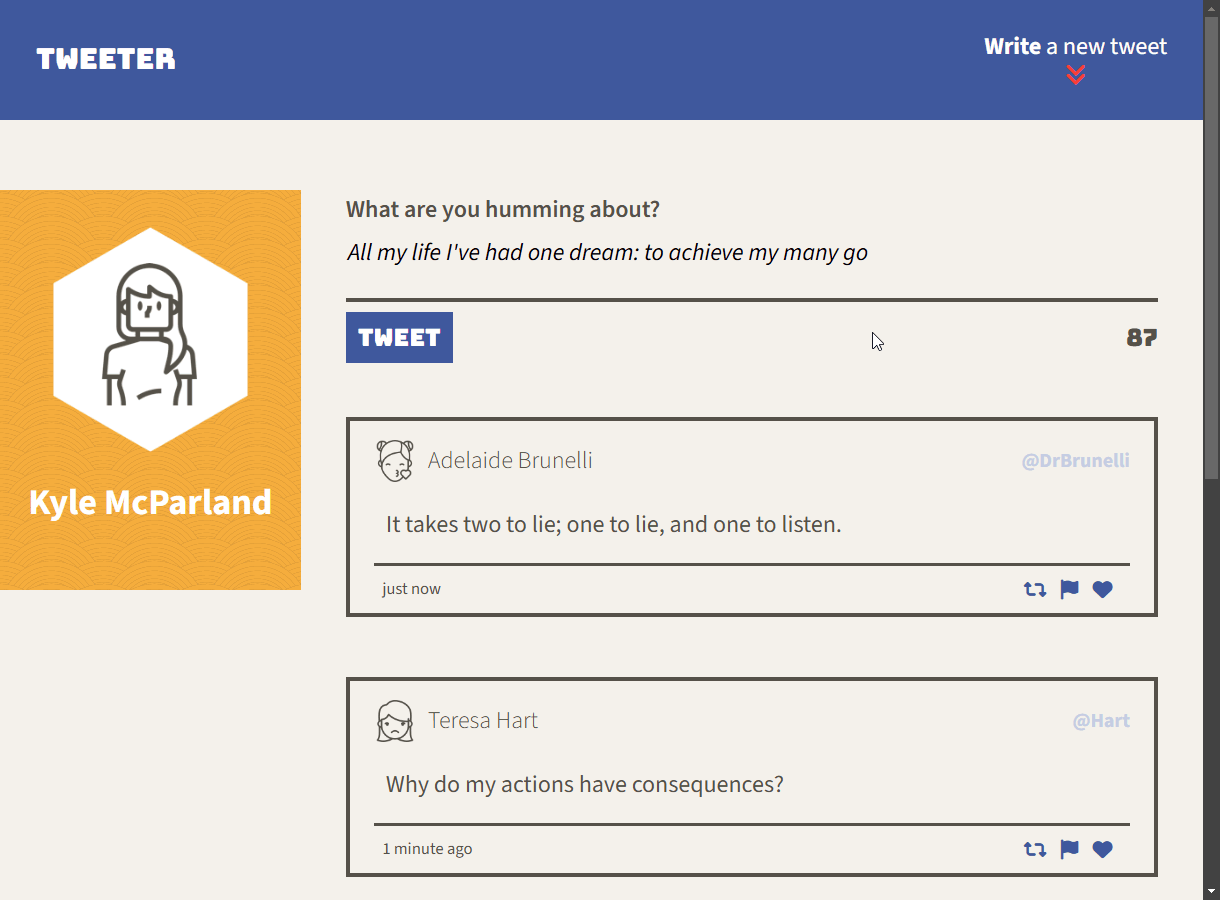 TWEETER
Write a new tweet
What are you humming about?
All my life I've had one dream: to achieve my many go
TWEET
87
Kyle McParland
Adelaide Brunelli
@DrBrunelli
It takes two to lie; one to lie, and one to listen.
just now
Teresa Hart
@Hart
Why do my actions have consequences?
1 minute ago